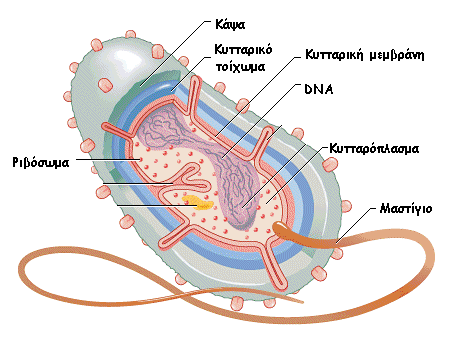 Κάψα
Κυτταρικό
τοίχωμα
Κυτταρική μεμβράνη
DNA
Κυτταρόπλασμα
Ριβόσωμα
Μαστίγιο